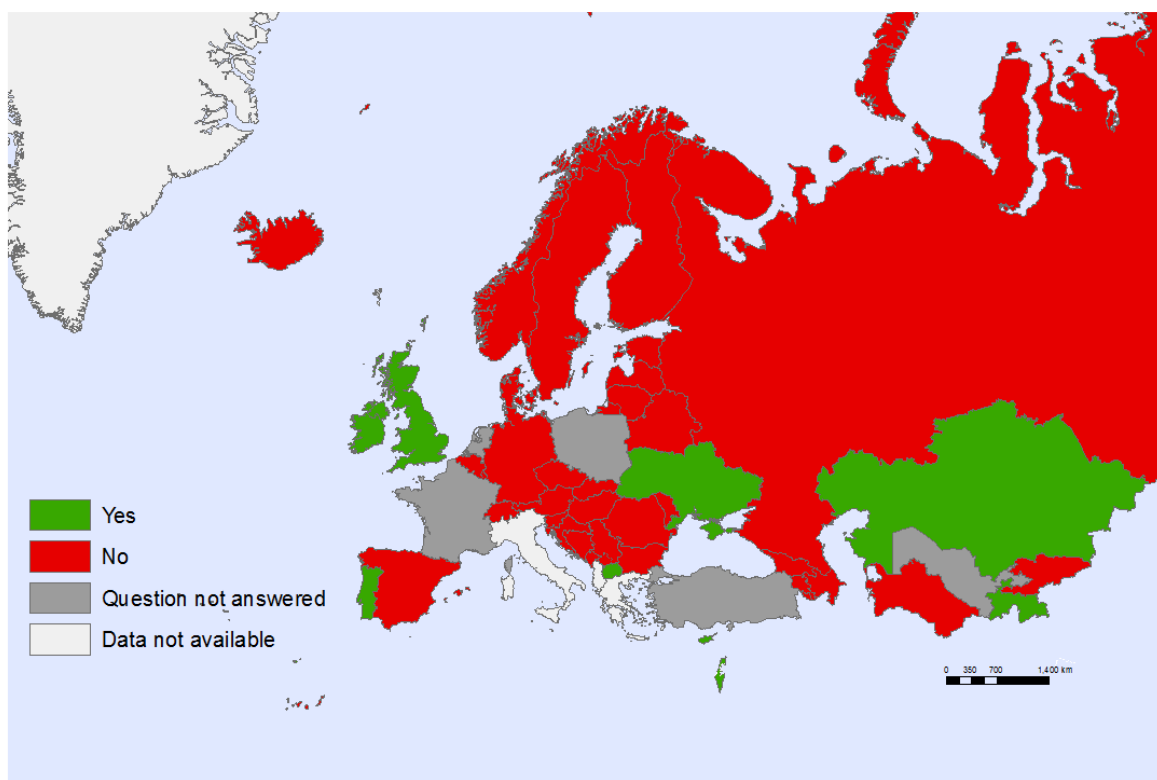 Yes
No
Question not answered
Data not available
0 350 700 1,400 km